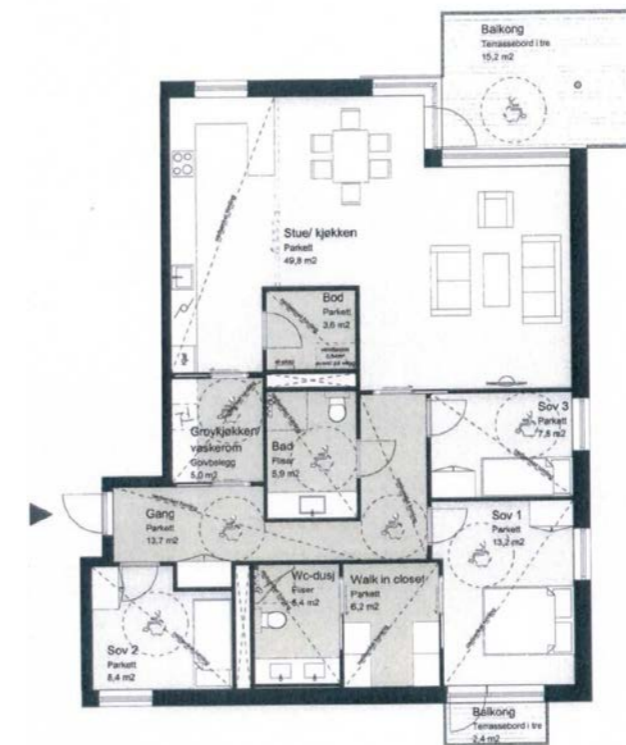 Balkong
Terrassebord i tre
15,2 m2
Stue/ kjøkken
Parkett
49,8 m2
Bod
Parkett
3,6 m2
Grovkjøkken/
vaskerom
Golvbelegg
5,0 m2
Bad
Fliser
5,9 m2
Sov 3
Parkett
7,8 m2
Gang
Parkett
13,7 m2
Sov 1
Parkett
13,2 m2
Wc-dusj
Fliser
5,4 m2
Walk in closet
Parkett
6,2 m2
Sov 2
Parkett
8,4 m2
Balkong
Terrassebord i tre
2,4 m2